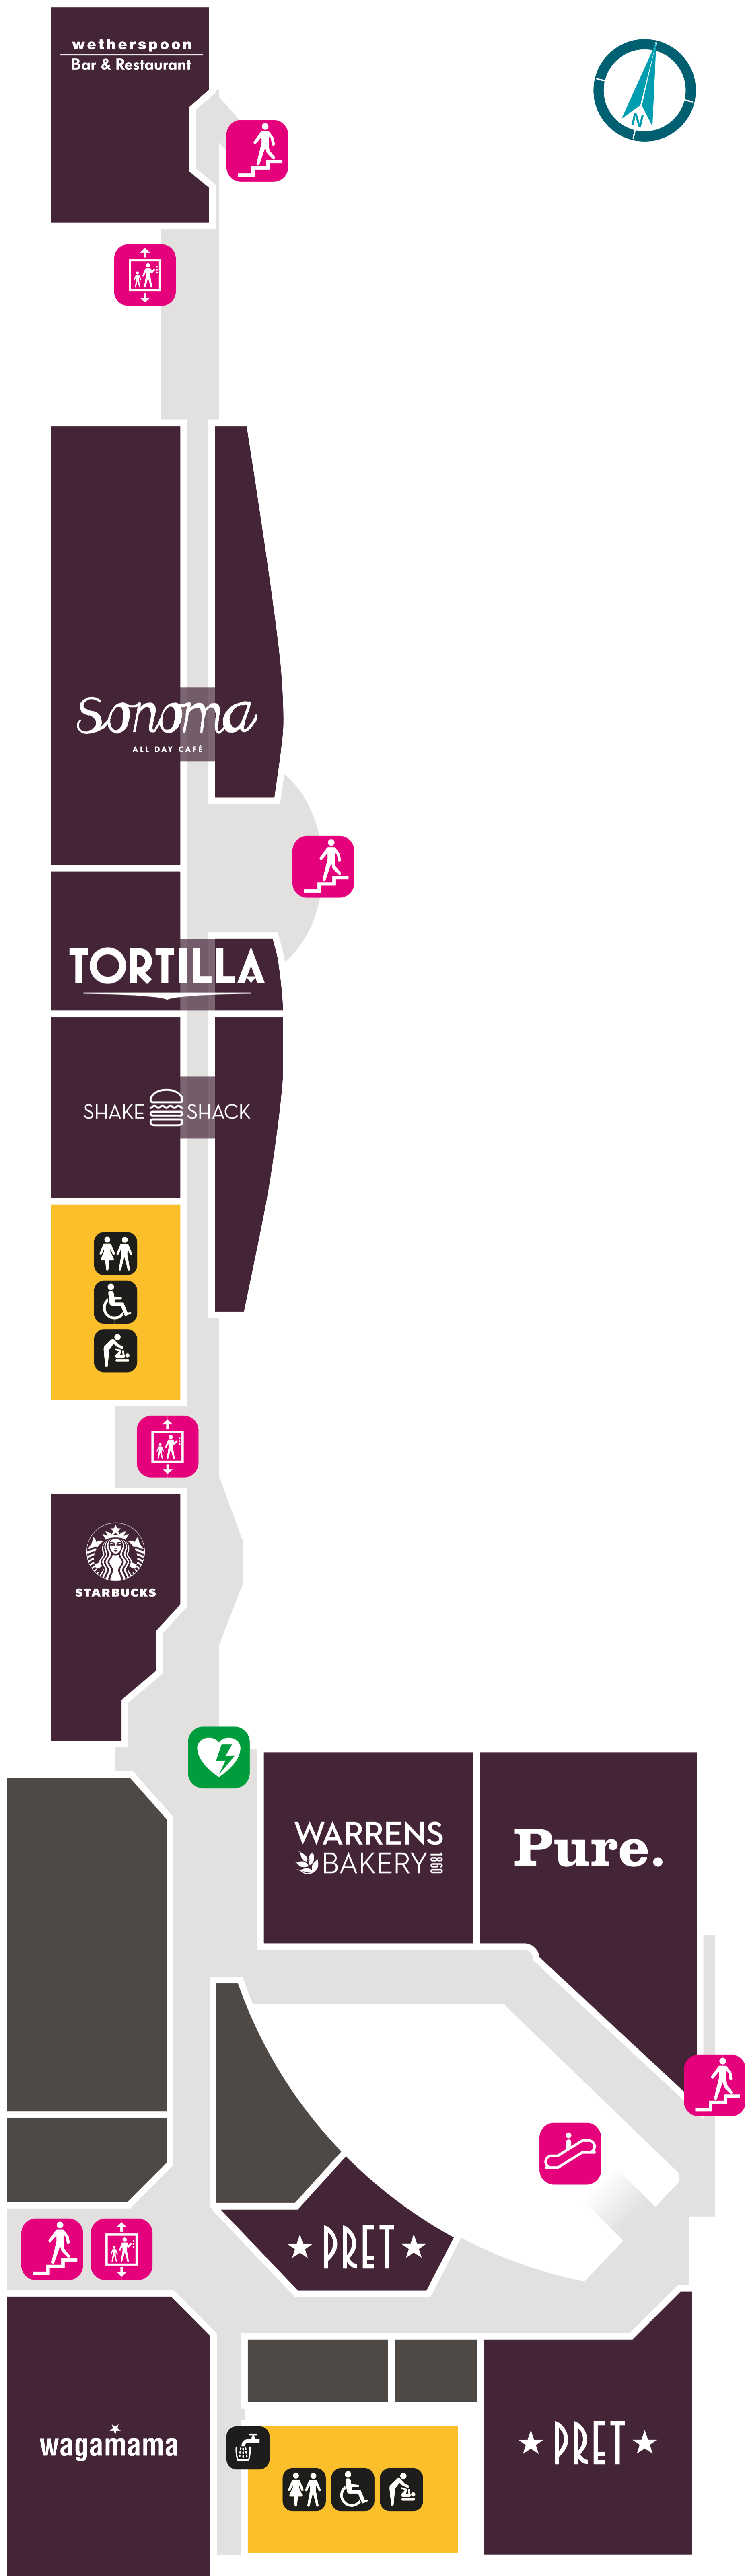 wetherspoon
Bar & Restaurant
N
Sonoma
ALL DAY CAFÉ
TORTILLA
SHAKE SHACK
STARBUCKS
WARRENS
BAKERY 1860
Pure.
PRET
wagamama
PRET